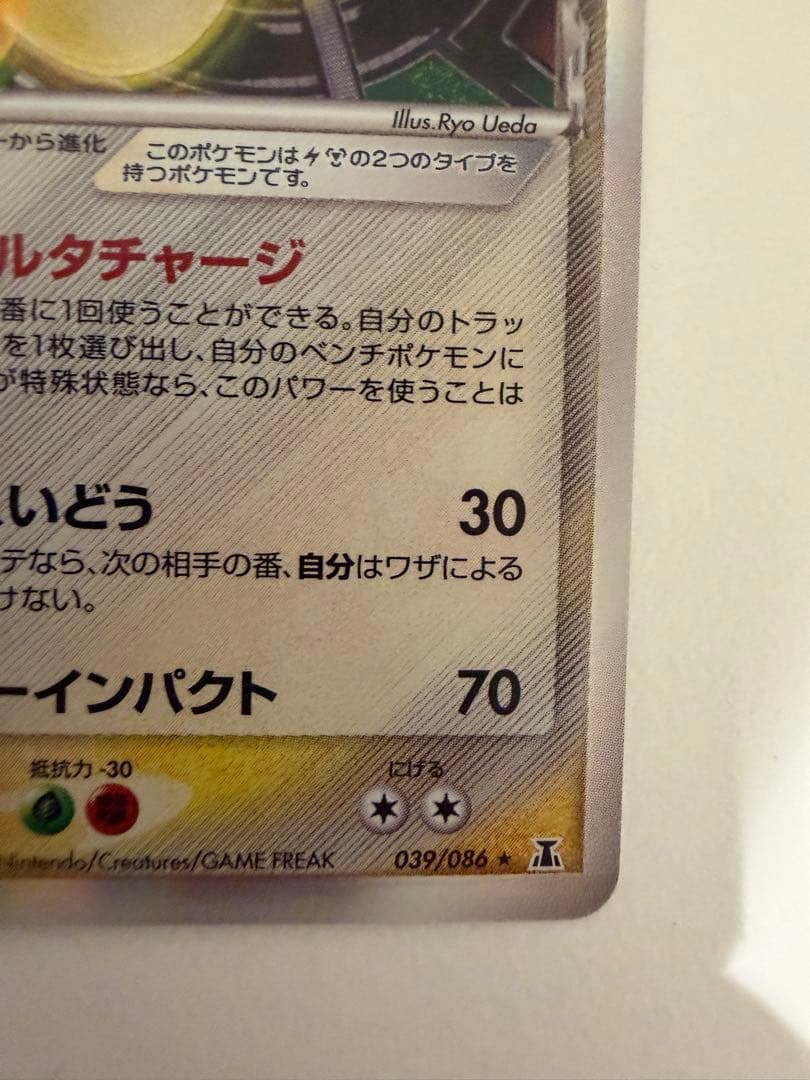 Illus.Ryo Ueda
ーから進化
このポケモンはの2つのタイプを
持つポケモンです。
ルタチャージ
番に1回使うことができる。自分のトラッ
を1枚選び出し、自分のベンチポケモンに
が特殊状態なら、このパワーを使うことは
いどう 30
テなら、次の相手の番、自分はワザによる
けない。
ーインパクト 70
抵抗力 -30 にげる
Nintendo/Creatures/GAME FREAK 039/086 ★